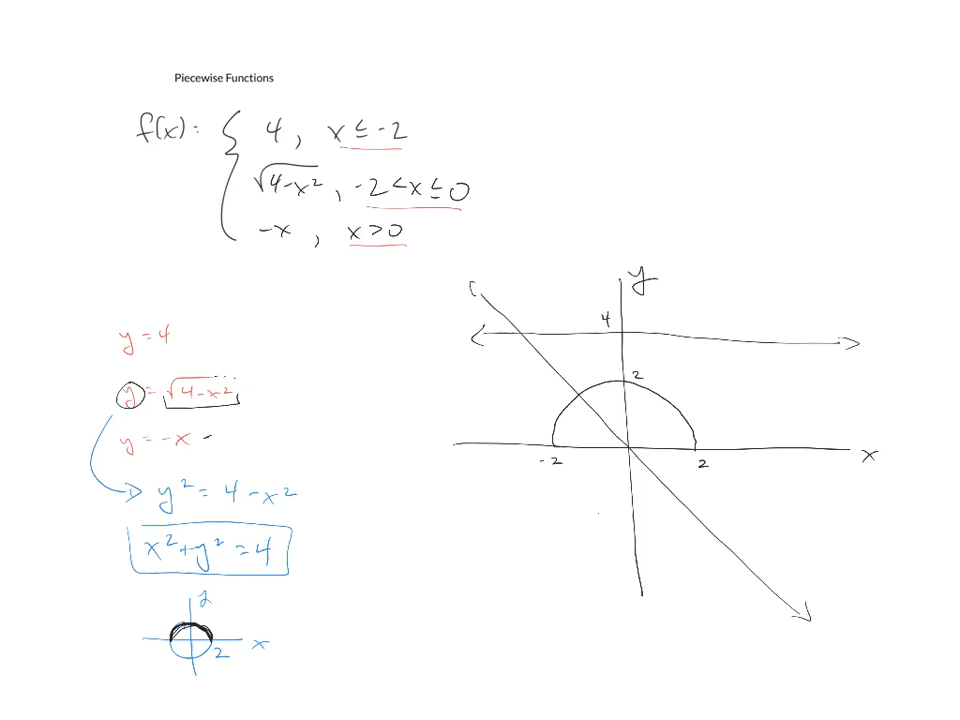 Piecewise Functions
f(x) = { 4 , x ≤ -2
√4-x² , -2 < x ≤ 0
-x , x > 0
y = 4
y = √4-x²
y = -x -
y² = 4 - x²
x² + y² = 4
y
x
2
y
4
2
-2
2
x